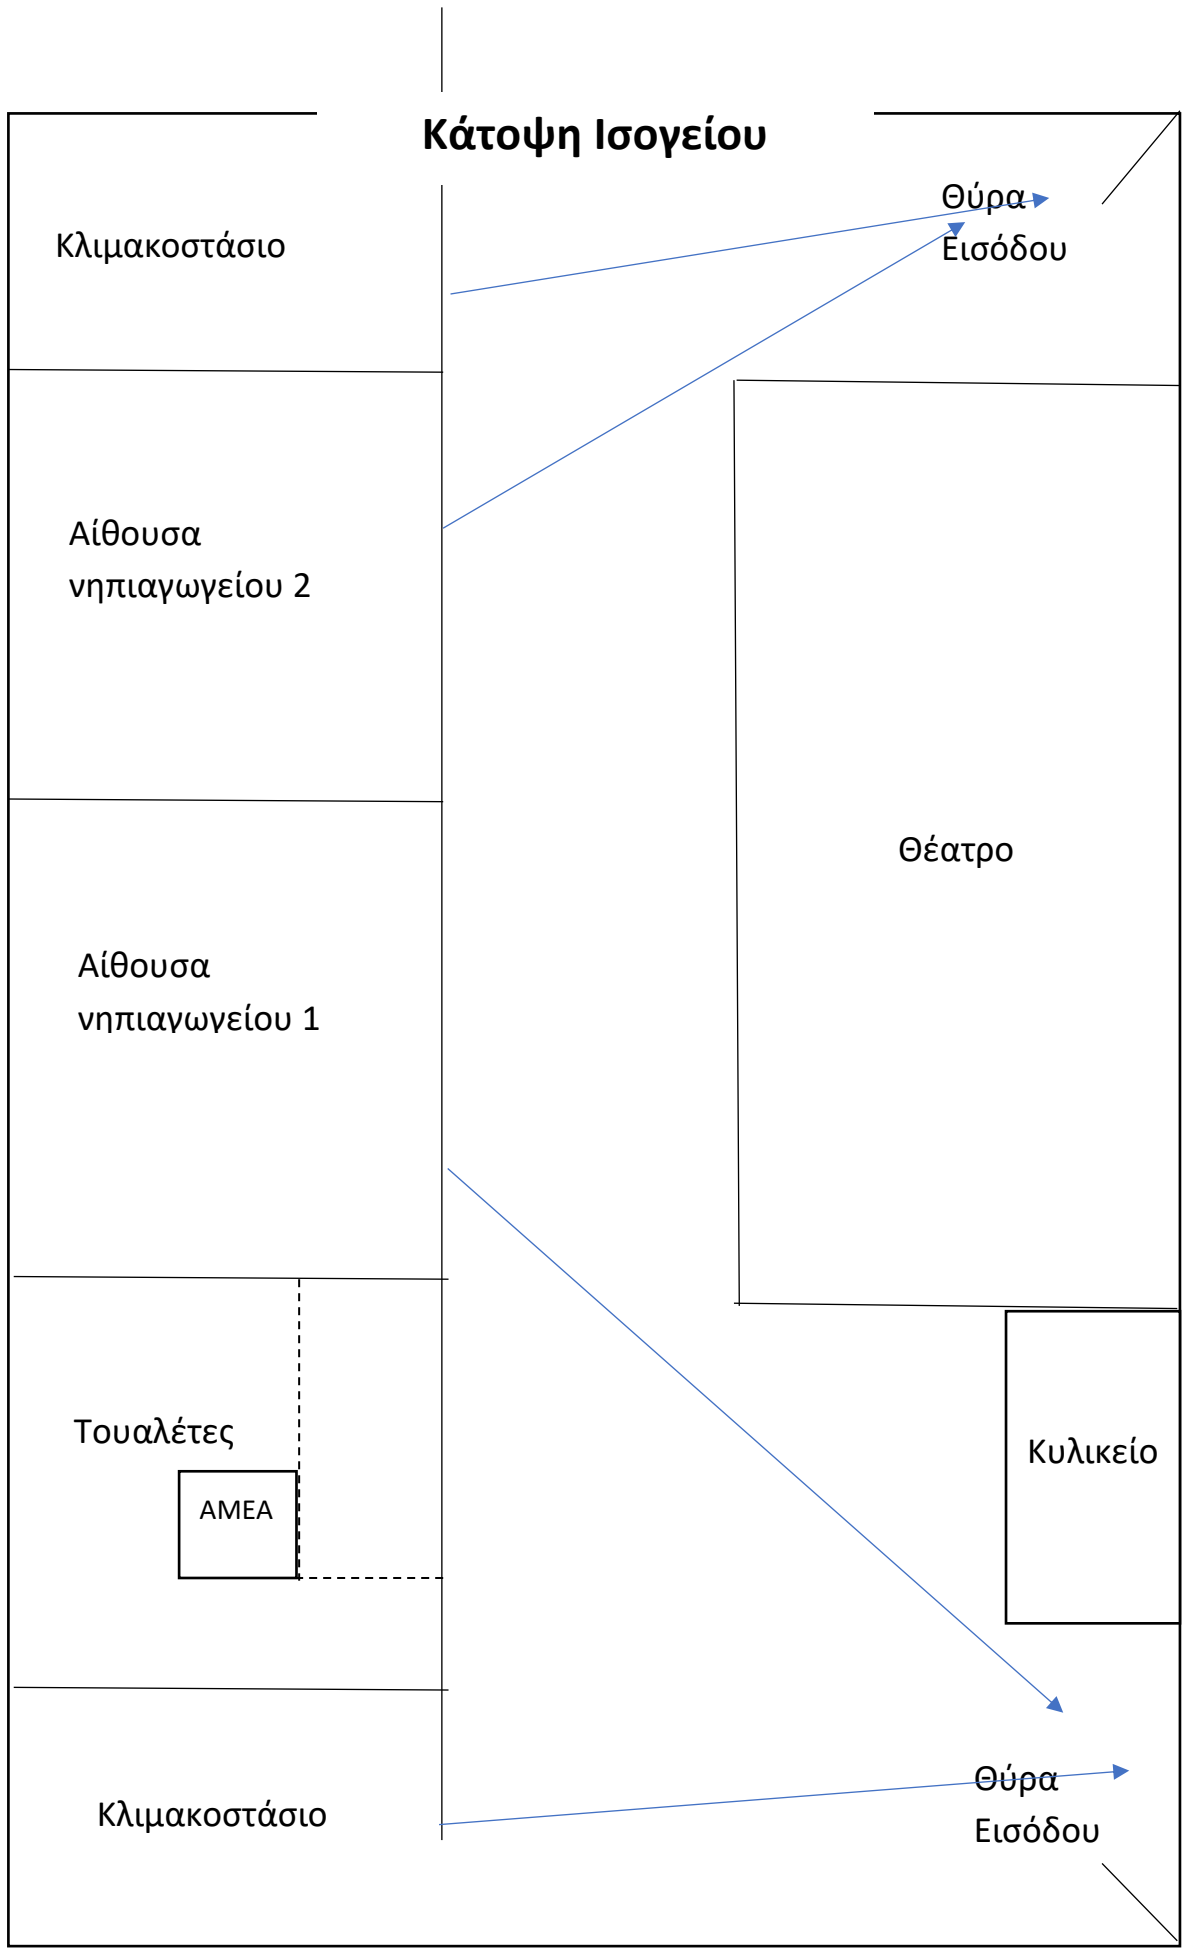 Κάτοψη Ισογείου
Θύρα
Εισόδου
Κλιμακοστάσιο
Αίθουσα
νηπιαγωγείου 2
Θέατρο
Αίθουσα
νηπιαγωγείου 1
Τουαλέτες
ΑΜΕΑ
Κυλικείο
Θύρα
Εισόδου
Κλιμακοστάσιο